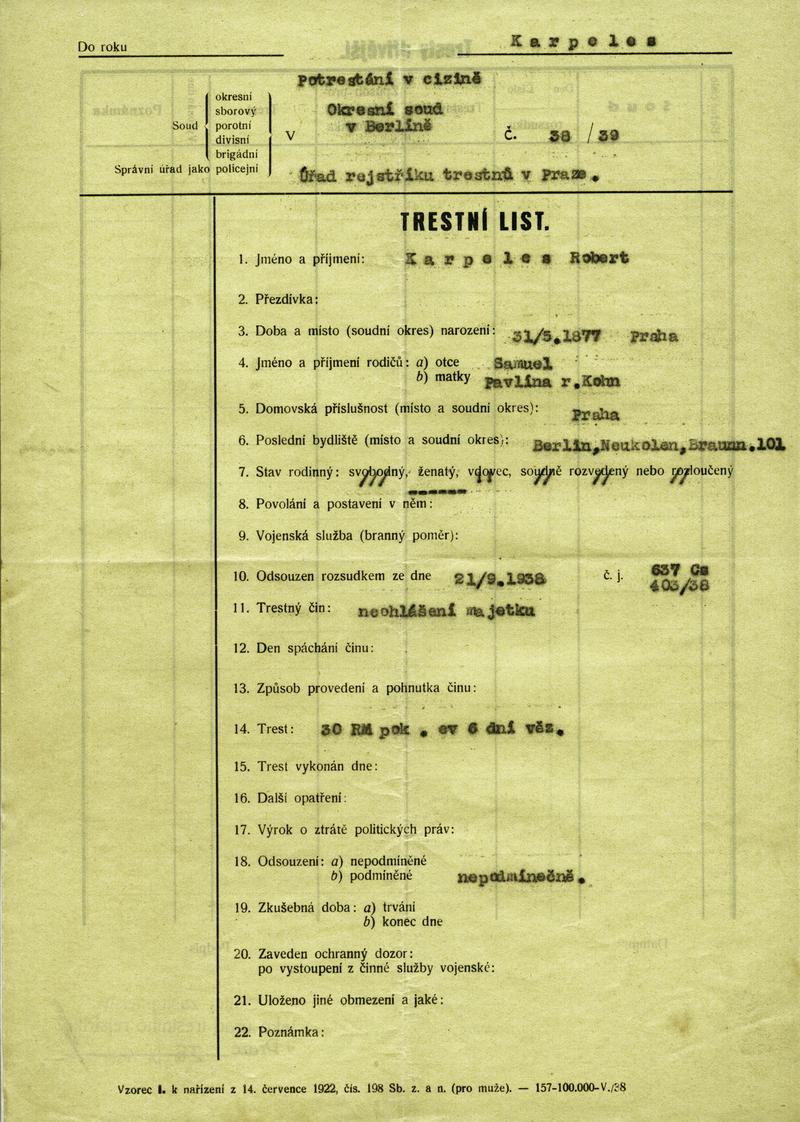 Do roku
Karpeles
Potrestání v cizině
Soud
okresní
sborový
porotní
divisní
brigádní
Správní úřad jako policejní
V
Okresní soud
v Berlíně
č. 38 / 39
Úřad rejstříku trestnů v Praze.
TRESTNÍ LIST.
1. Jméno a příjmení: Karpeles Robert
2. Přezdívka:
3. Doba a místo (soudní okres) narození: 31/5.1877 Praha
4. Jméno a příjmení rodičů: a) otce Samuel
b) matky Pavlína r.Kohn
5. Domovská příslušnost (místo a soudní okres): Praha
6. Poslední bydliště (místo a soudní okres): Berlin,Neukolen,Braunn.101
7. Stav rodinný: svobodný, ženatý, vdovec, soudně rozvedený nebo rozloučený
8. Povolání a postavení v něm:
9. Vojenská služba (branný poměr):
10. Odsouzen rozsudkem ze dne 21/9.1938 č. j. 637 Cs
403/38
11. Trestný čin: neohlášení majetku
12. Den spáchání činu:
13. Způsob provedení a pohnutka činu:
14. Trest: 30 RM pok . ev 6 dní věz.
15. Trest vykonán dne:
16. Další opatření:
17. Výrok o ztrátě politických práv:
18. Odsouzení: a) nepodmíněné
b) podmíněné nepodmínečně.
19. Zkušebná doba: a) trvání
b) konec dne
20. Zaveden ochranný dozor:
po vystoupení z činné služby vojenské:
21. Uloženo jiné obmezení a jaké:
22. Poznámka:
Vzorec I. k nařízení z 14. července 1922, čís. 198 Sb. z. a n. (pro muže). — 157-100.000-V./38